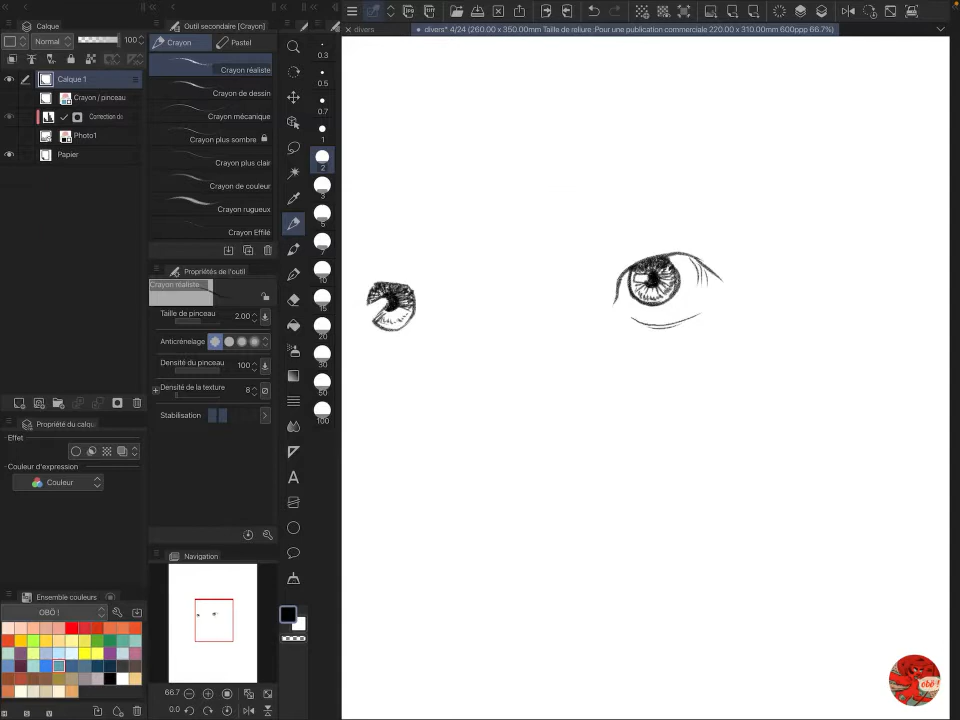 Calque
Normal
100
Calque 1
Crayon / pinceau
Correction du
Photo1
Papier
Propriété du calqu
Effet
Couleur d'expression
Couleur
Ensemble couleurs
OBÖ !
Outil secondaire [Crayon]
Crayon
Pastel
Crayon réaliste
Crayon de dessin
Crayon mécanique
Crayon plus sombre
Crayon plus clair
Crayon de couleur
Crayon rugueux
Crayon Effilé
Propriétés de l'outil
Crayon réaliste
Taille de pinceau 2.00
Anticrénelage
Densité du pinceau 100
Densité de la texture 8
Stabilisation
Navigation
66.7
0.0
0.3
0.5
0.7
1
2
3
5
7
10
15
20
30
50
100
divers
divers* 4/24 (260.00 x 350.00mm Taille de reliure :Pour une publication commerciale 220.00 x 310.00mm 600ppp 66.7%)
obö !